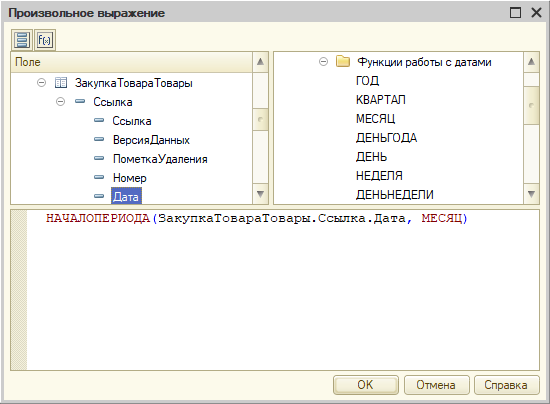 Произвольное выражение
f(x)
Поле
ЗакупкаТовараТовары
Ссылка
Ссылка
ВерсияДанных
ПометкаУдаления
Номер
Дата
Функции работы с датами
ГОД
КВАРТАЛ
МЕСЯЦ
ДЕНЬГОДА
ДЕНЬ
НЕДЕЛЯ
ДЕНЬНЕДЕЛИ
НАЧАЛОПЕРИОДА(ЗакупкаТовараТовары.Ссылка.Дата, МЕСЯЦ)
OK
Отмена
Справка